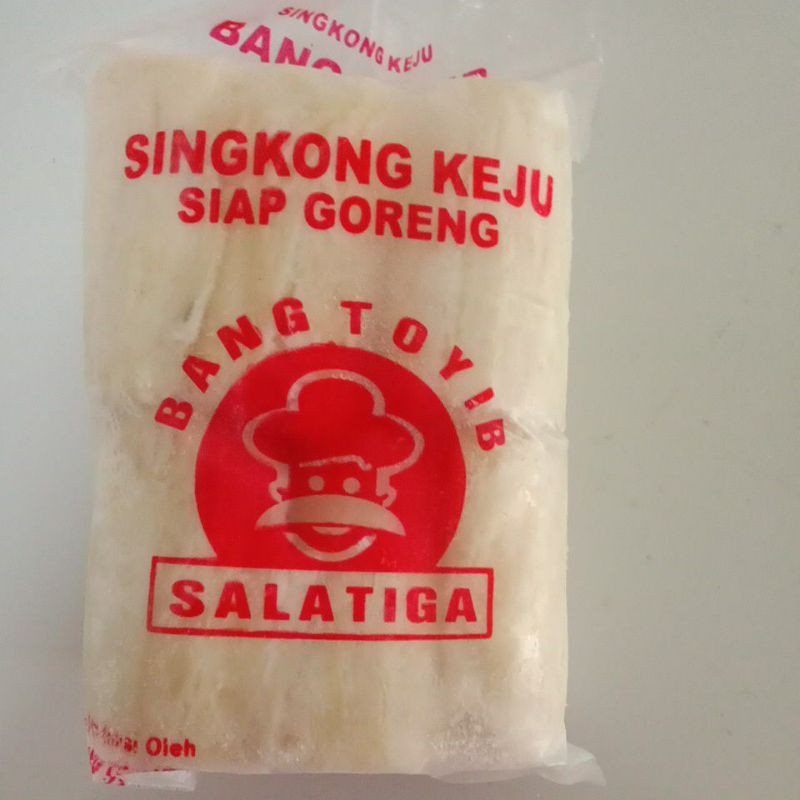 SINGKONG KEJU
BANG
SINGKONG KEJU
SIAP GORENG
BANG TOYIB
SALATIGA
Oleh